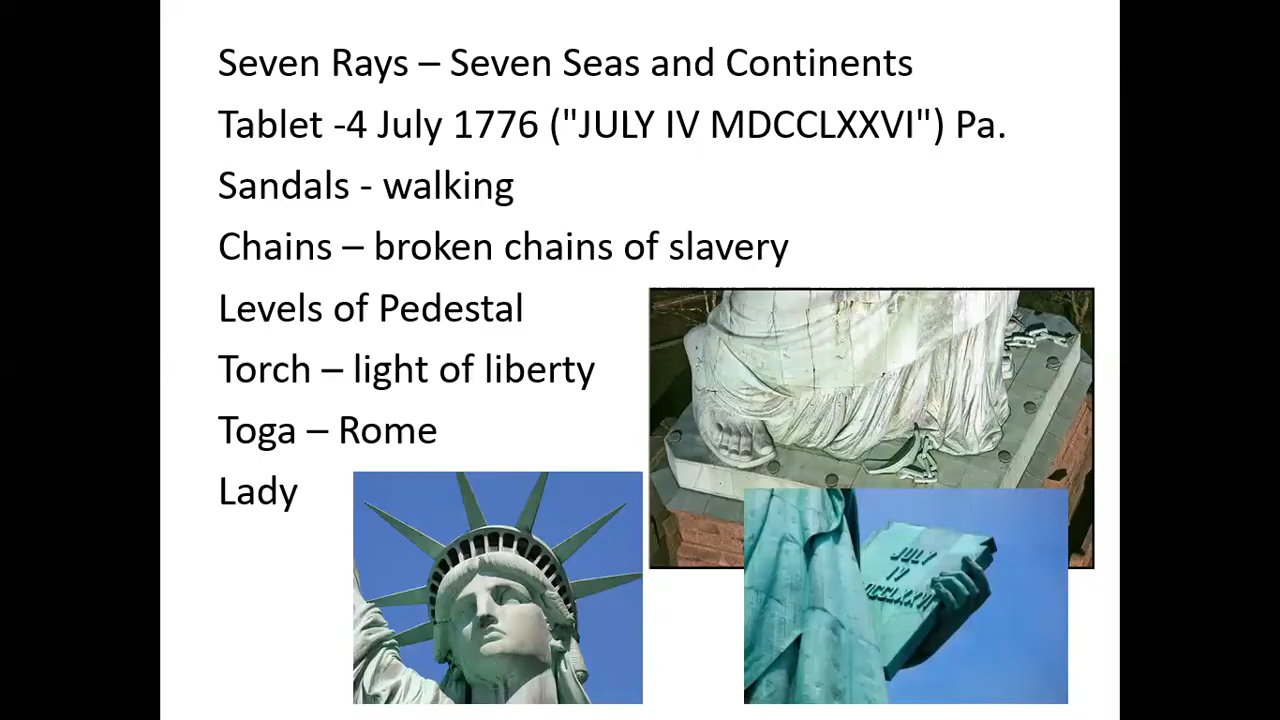 Seven Rays – Seven Seas and Continents
Tablet -4 July 1776 ("JULY IV MDCCLXXVI") Pa.
Sandals - walking
Chains – broken chains of slavery
Levels of Pedestal
Torch – light of liberty
Toga – Rome
Lady
JULY
IV
MDCCLXXVI